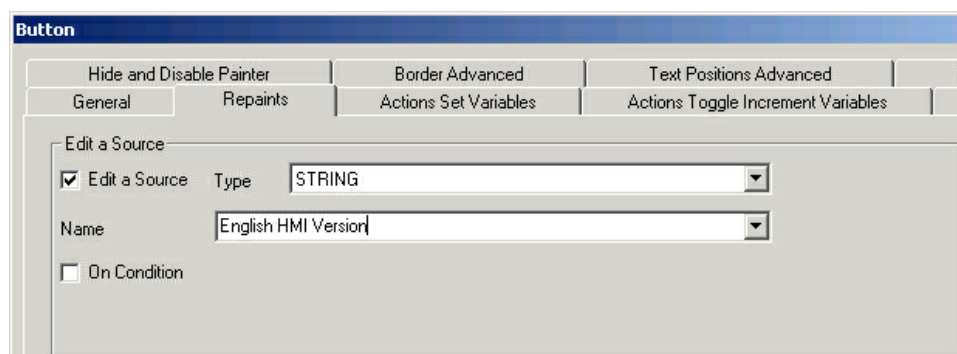 Button
Hide and Disable Painter Border Advanced Text Positions Advanced
General Repaints Actions Set Variables Actions Toggle Increment Variables
Edit a Source
Edit a Source Type STRING
Name English HMI Version
On Condition